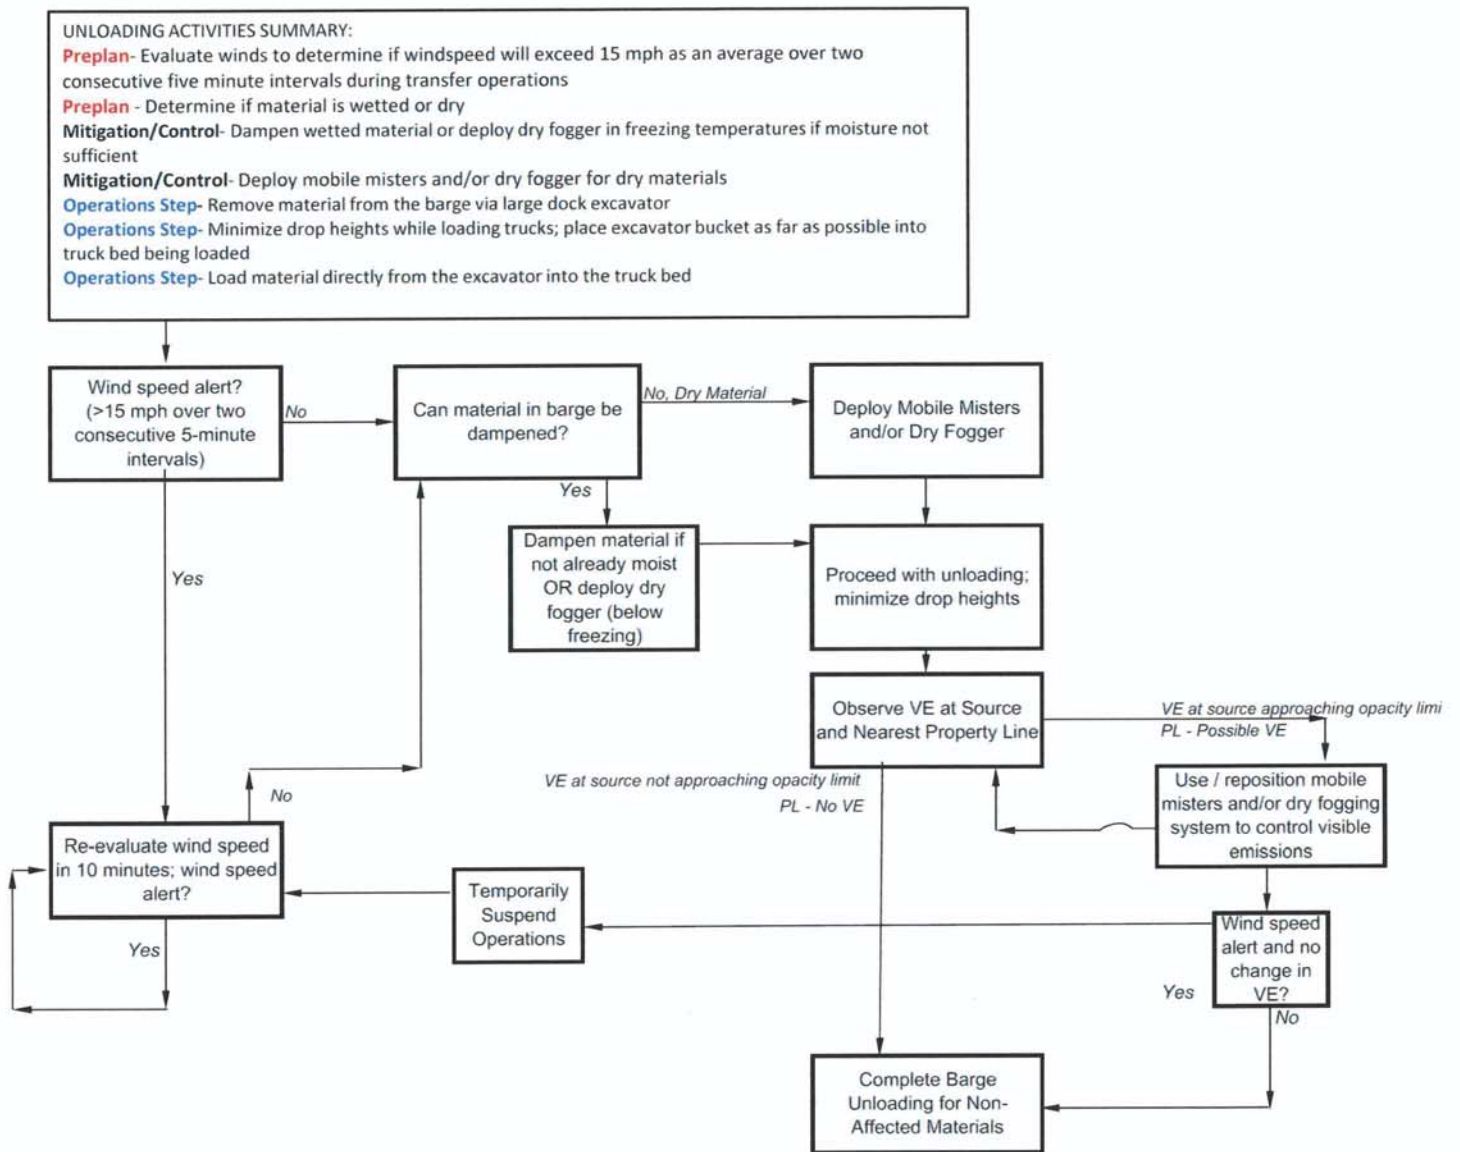 UNLOADING ACTIVITIES SUMMARY:
Preplan- Evaluate winds to determine if windspeed will exceed 15 mph as an average over two
consecutive five minute intervals during transfer operations
Preplan - Determine if material is wetted or dry
Mitigation/Control- Dampen wetted material or deploy dry fogger in freezing temperatures if moisture not
sufficient
Mitigation/Control- Deploy mobile misters and/or dry fogger for dry materials
Operations Step- Remove material from the barge via large dock excavator
Operations Step- Minimize drop heights while loading trucks; place excavator bucket as far as possible into
truck bed being loaded
Operations Step- Load material directly from the excavator into the truck bed
Wind speed alert?
(>15 mph over two
consecutive 5-minute
intervals)
No
Can material in barge be
dampened?
No, Dry Material
Deploy Mobile Misters
and/or Dry Fogger
Yes
Yes
Dampen material if
not already moist
OR deploy dry
fogger (below
freezing)
Proceed with unloading;
minimize drop heights
Observe VE at Source
and Nearest Property Line
VE at source approaching opacity limi
PL - Possible VE
VE at source not approaching opacity limit
PL - No VE
Use / reposition mobile
misters and/or dry fogging
system to control visible
emissions
No
Re-evaluate wind speed
in 10 minutes; wind speed
alert?
Yes
Temporarily
Suspend
Operations
Wind speed
alert and no
change in
VE?
Yes
No
Complete Barge
Unloading for Non-
Affected Materials